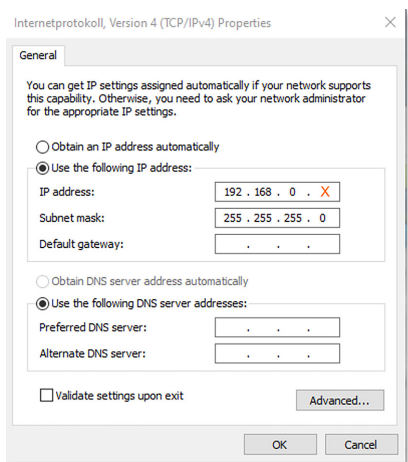 Internetprotokoll, Version 4 (TCP/IPv4) Properties
General
You can get IP settings assigned automatically if your network supports
this capability. Otherwise, you need to ask your network administrator
for the appropriate IP settings.
Obtain an IP address automatically
Use the following IP address:
IP address: 192 . 168 . 0 . X
Subnet mask: 255 . 255 . 255 . 0
Default gateway: . . .
Obtain DNS server address automatically
Use the following DNS server addresses:
Preferred DNS server: . . .
Alternate DNS server: . . .
Validate settings upon exit
Advanced...
OK Cancel